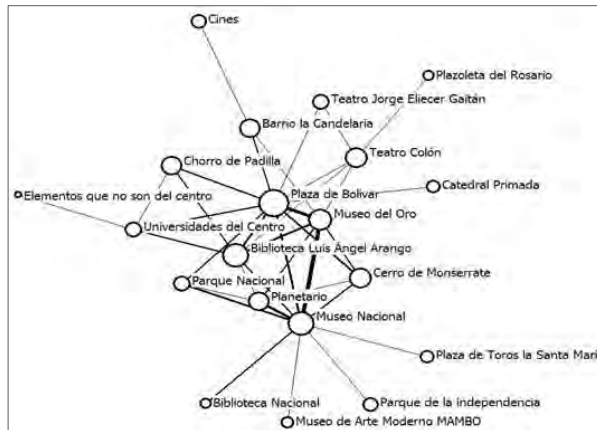 Cines
Plazoleta del Rosario
Teatro Jorge Eliecer Gaitán
Barrio la Candelaria
Teatro Colón
Chorro de Padilla
Catedral Primada
Elementos que no son del centro
Plaza de Bolivar
Museo del Oro
Universidades del Centro
Biblioteca Luis Ángel Arango
Cerro de Monserrate
Parque Nacional
Planetario
Museo Nacional
Plaza de Toros la Santa Marí
Biblioteca Nacional
Parque de la independencia
Museo de Arte Moderno MAMBO